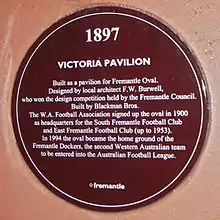 1897
VICTORIA PAVILION
Built as a pavilion for Fremantle Oval.
Designed by local architect F.W. Burwell,
who won the design competition held by the Fremantle Council.
Built by Blackman Bros.
The W.A. Football Association signed up the oval in 1900
as headquarters for the South Fremantle Football Club
and East Fremantle Football Club (up to 1953).
In 1994 the oval became the home ground of the
Fremantle Dockers, the second Western Australian team
to be entered into the Australian Football League.
fremantle